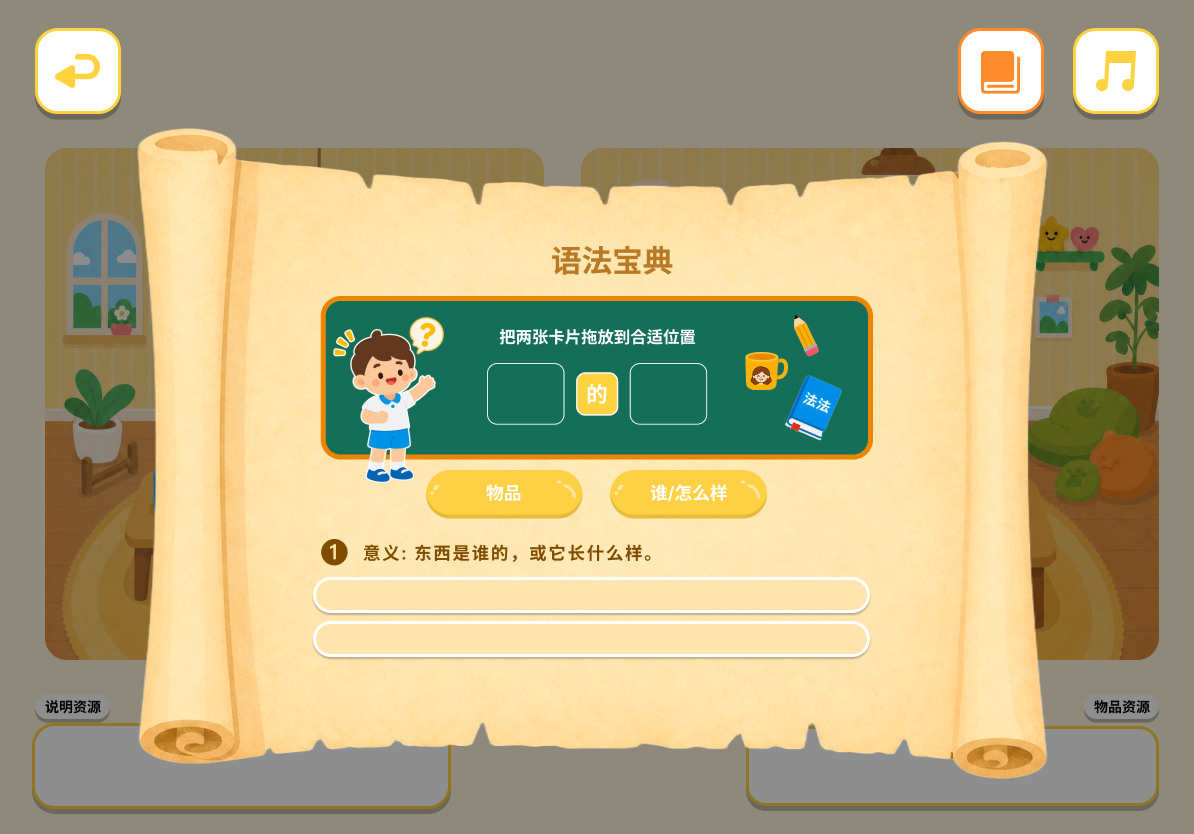 语法宝典
把两张卡片拖放到合适位置
的
法法
物品
谁/怎么样
1 意义: 东西是谁的，或它长什么样。
说明资源
物品资源